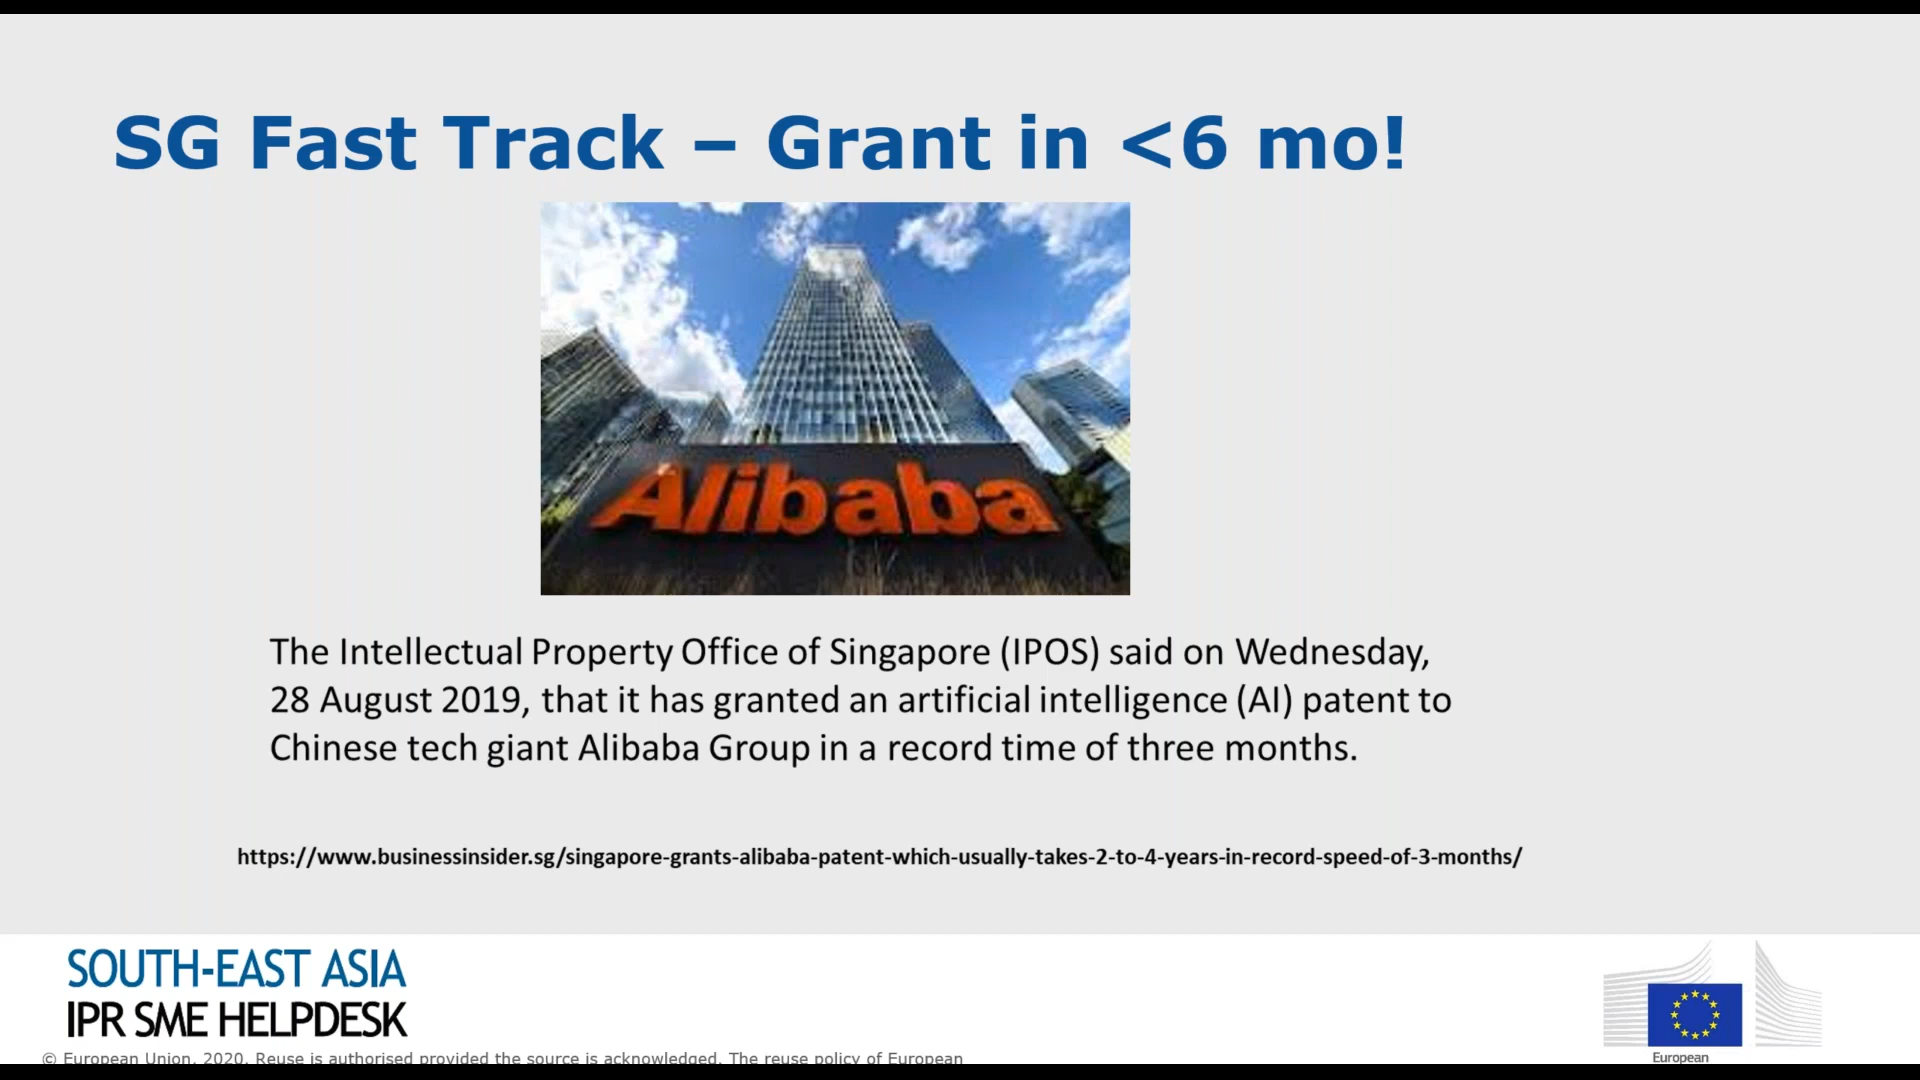 SG Fast Track – Grant in <6 mo!
Alibaba
The Intellectual Property Office of Singapore (IPOS) said on Wednesday,
28 August 2019, that it has granted an artificial intelligence (AI) patent to
Chinese tech giant Alibaba Group in a record time of three months.
https://www.businessinsider.sg/singapore-grants-alibaba-patent-which-usually-takes-2-to-4-years-in-record-speed-of-3-months/
SOUTH-EAST ASIA
IPR SME HELPDESK
© European Union, 2020. Reuse is authorised provided the source is acknowledged. The reuse policy of European
European